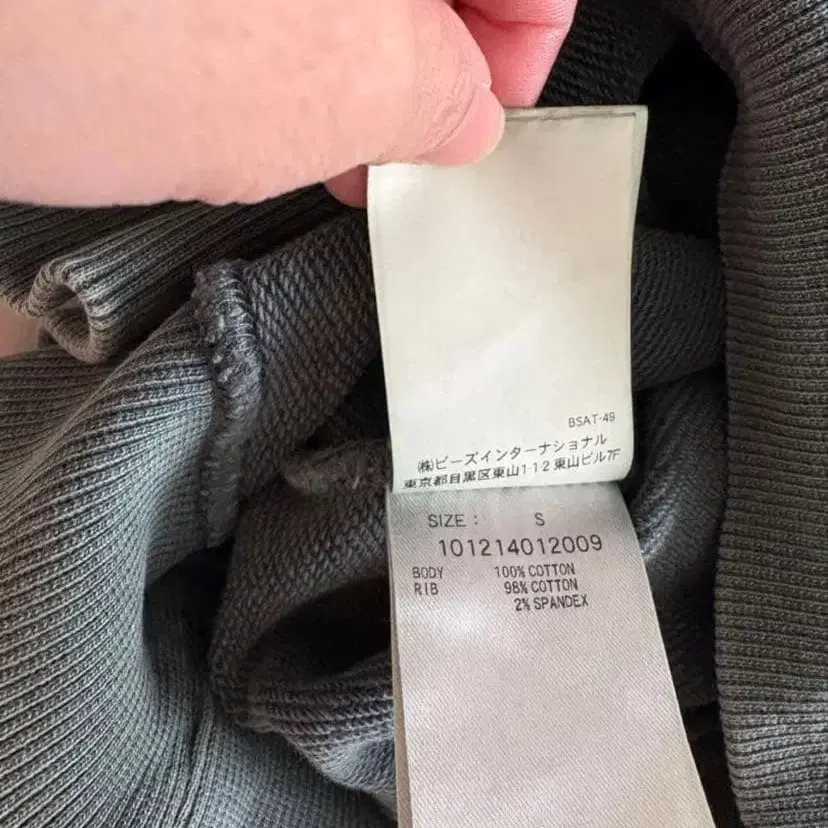 BSAT-49
㈱ビーズインターナショナル
東京都目黒区東山1-1-2東山ビル7F
SIZE : S
101214012009
BODY 100% COTTON
RIB 98% COTTON
2% SPANDEX